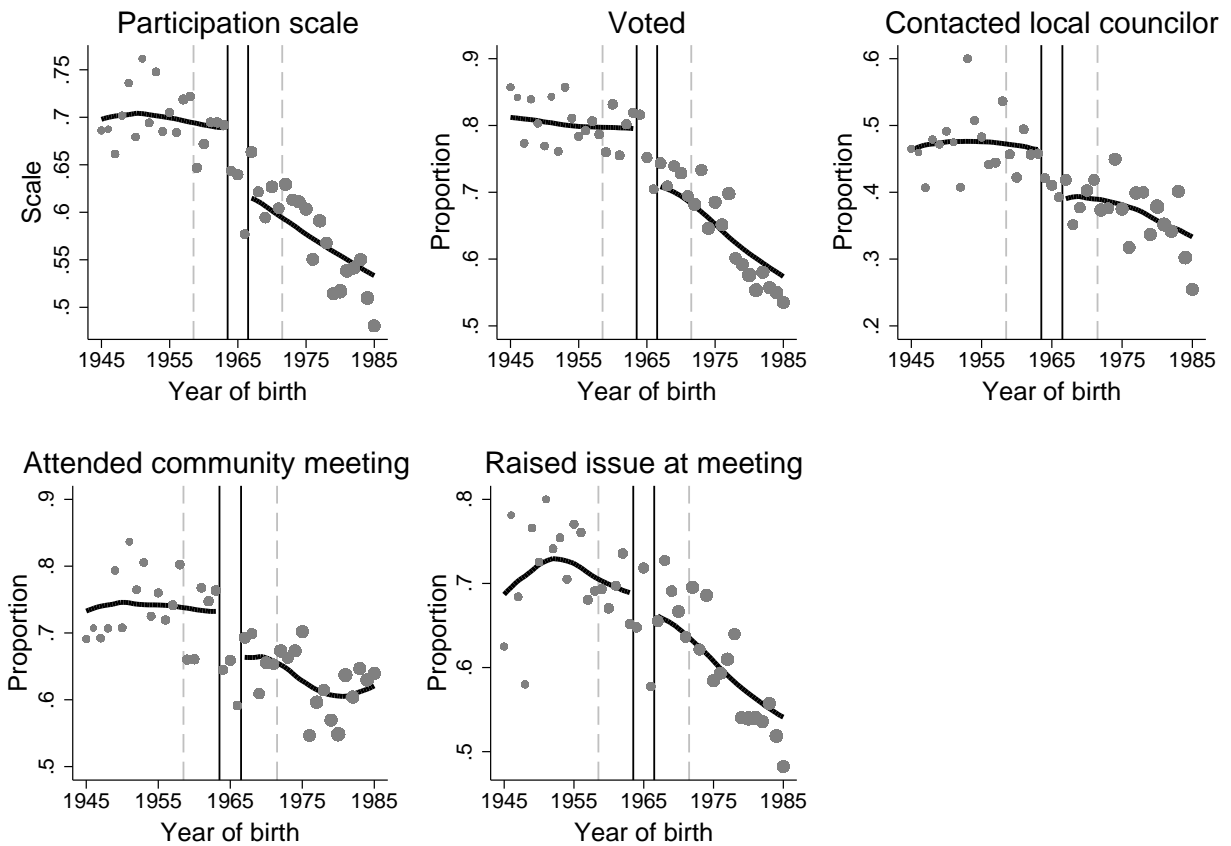 Participation scale
Scale
.5 .55 .6 .65 .7 .75
1945 1955 1965 1975 1985
Year of birth
Voted
Proportion
.5 .6 .7 .8 .9
1945 1955 1965 1975 1985
Year of birth
Contacted local councilor
Proportion
.2 .3 .4 .5 .6
1945 1955 1965 1975 1985
Year of birth
Attended community meeting
Proportion
.5 .6 .7 .8 .9
1945 1955 1965 1975 1985
Year of birth
Raised issue at meeting
Proportion
.5 .6 .7 .8
1945 1955 1965 1975 1985
Year of birth